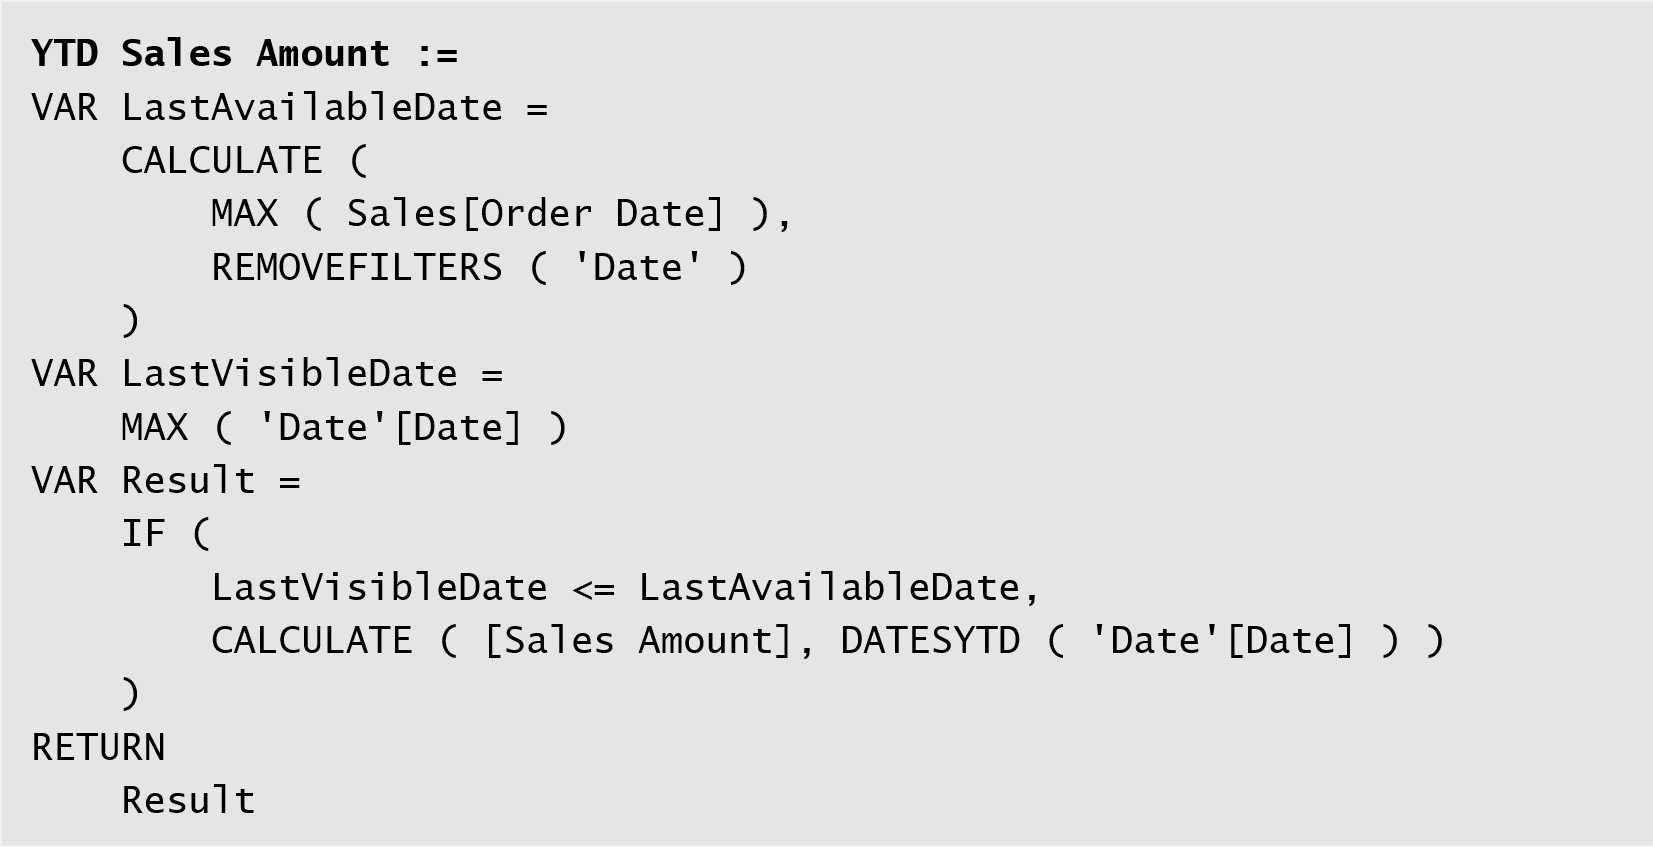 YTD Sales Amount :=
VAR LastAvailableDate =
    CALCULATE (
        MAX ( Sales[Order Date] ),
        REMOVEFILTERS ( 'Date' )
    )
VAR LastVisibleDate =
    MAX ( 'Date'[Date] )
VAR Result =
    IF (
        LastVisibleDate <= LastAvailableDate,
        CALCULATE ( [Sales Amount], DATESYTD ( 'Date'[Date] ) )
    )
RETURN
    Result